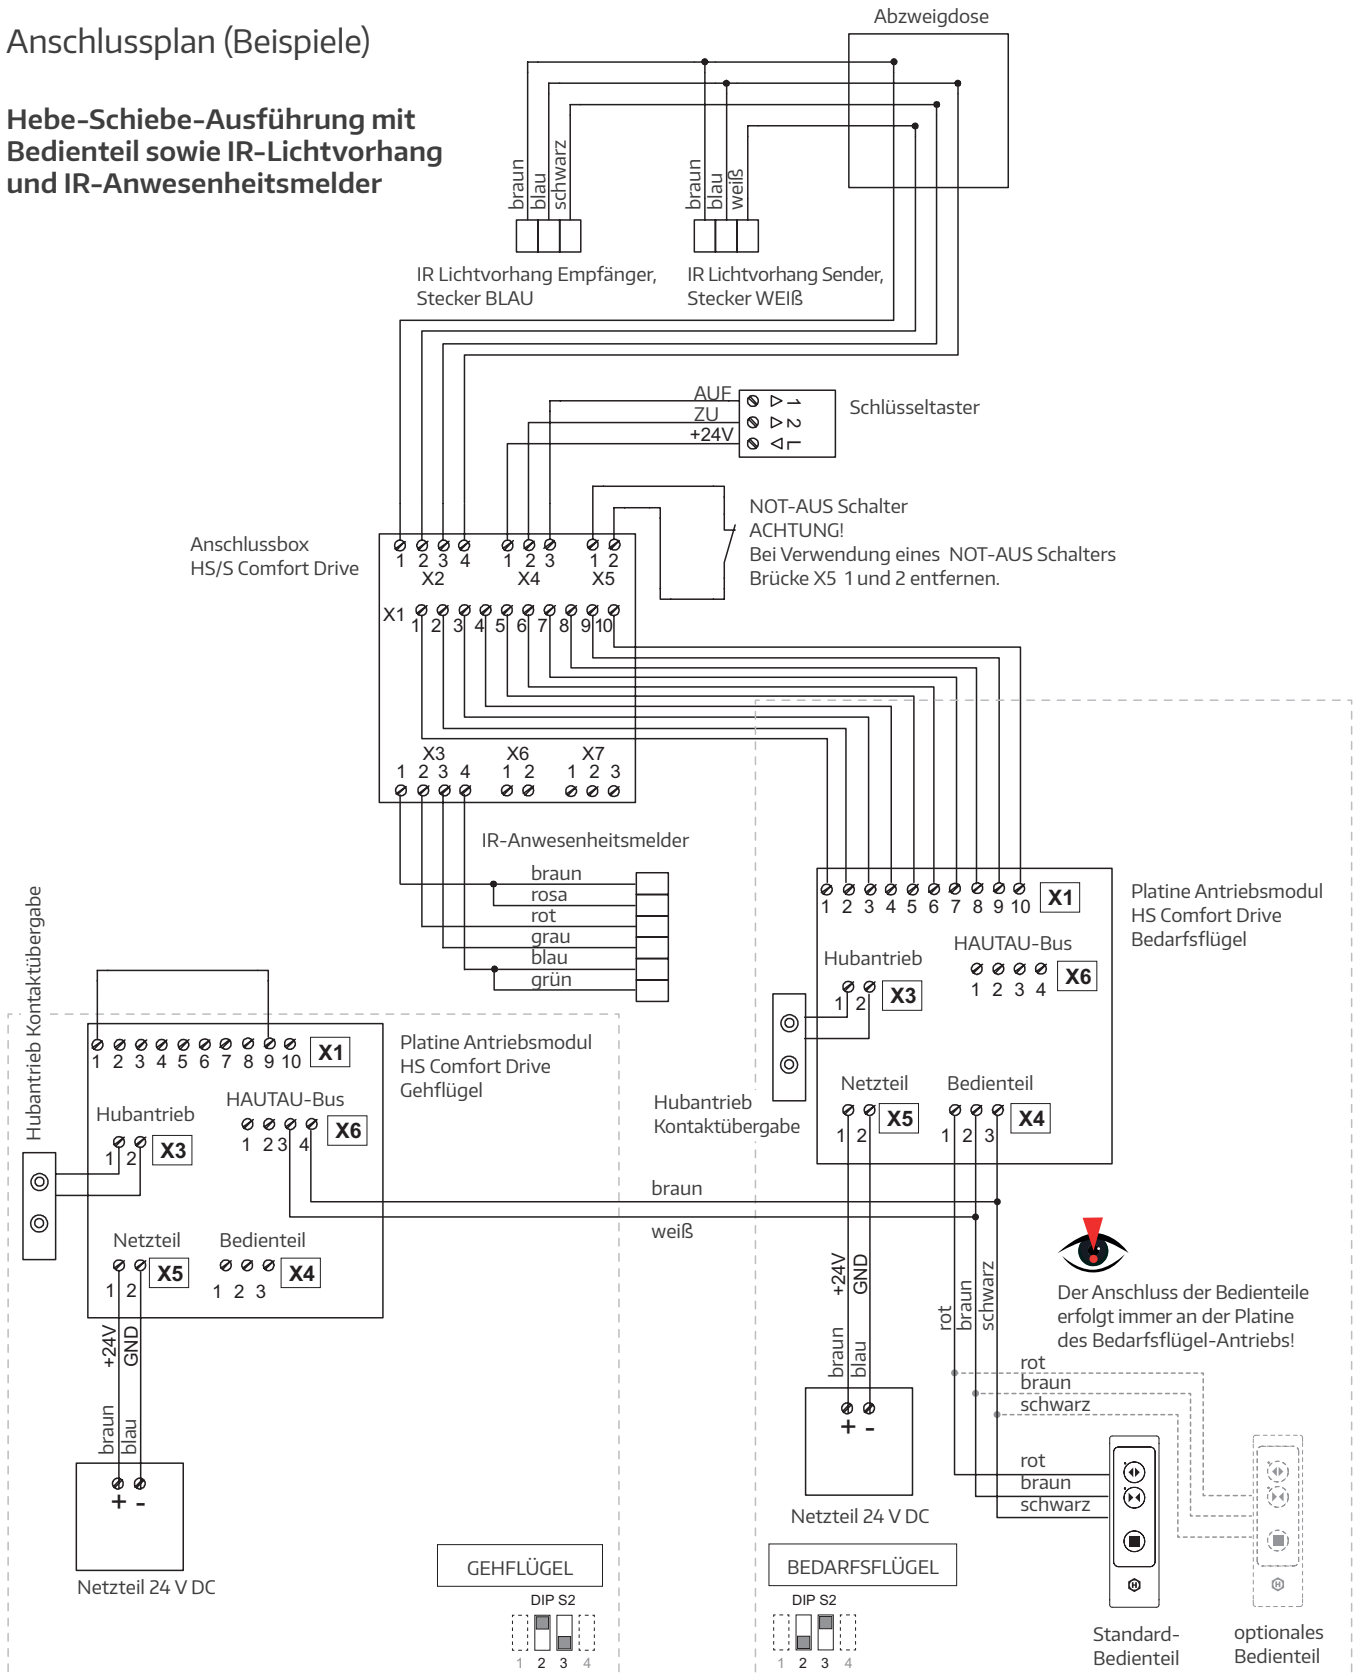 Anschlussplan (Beispiele)
Hebe-Schiebe-Ausführung mit
Bedienteil sowie IR-Lichtvorhang
und IR-Anwesenheitsmelder
Abzweigdose
braun
blau
schwarz
braun
blau
weiß
IR Lichtvorhang Empfänger,
Stecker BLAU
IR Lichtvorhang Sender,
Stecker WEIß
AUF
ZU
+24V
1
2
L
Schlüsseltaster
NOT-AUS Schalter
ACHTUNG!
Bei Verwendung eines NOT-AUS Schalters
Brücke X5 1 und 2 entfernen.
Anschlussbox
HS/S Comfort Drive
1 2 3 4 1 2 3 1 2
X2 X4 X5
X1 1 2 3 4 5 6 7 8 9 10
X3 X6 X7
1 2 3 4 1 2 1 2 3
IR-Anwesenheitsmelder
braun
rosa
rot
grau
blau
grün
1 2 3 4 5 6 7 8 9 10 X1
Platine Antriebsmodul
HS Comfort Drive
Bedarfsflügel
HAUTAU-Bus
1 2 3 4 X6
Hubantrieb
1 2 X3
Hubantrieb
Kontaktübergabe
Netzteil
1 2 X5
Bedienteil
1 2 3 X4
Hubantrieb Kontaktübergabe
1 2 3 4 5 6 7 8 9 10 X1
Platine Antriebsmodul
HS Comfort Drive
Gehflügel
HAUTAU-Bus
1 2 3 4 X6
Hubantrieb
1 2 X3
Netzteil
1 2 X5
Bedienteil
1 2 3 X4
braun
weiß
+24V
GND
braun
blau
+ -
Netzteil 24 V DC
+24V
GND
braun
blau
+ -
Netzteil 24 V DC
rot
braun
schwarz
Der Anschluss der Bedienteile
erfolgt immer an der Platine
des Bedarfsflügel-Antriebs!
rot
braun
schwarz
rot
braun
schwarz
H
H
Standard-
Bedienteil
optionales
Bedienteil
GEHFLÜGEL
DIP S2
1 2 3 4
BEDARFSFLÜGEL
DIP S2
1 2 3 4